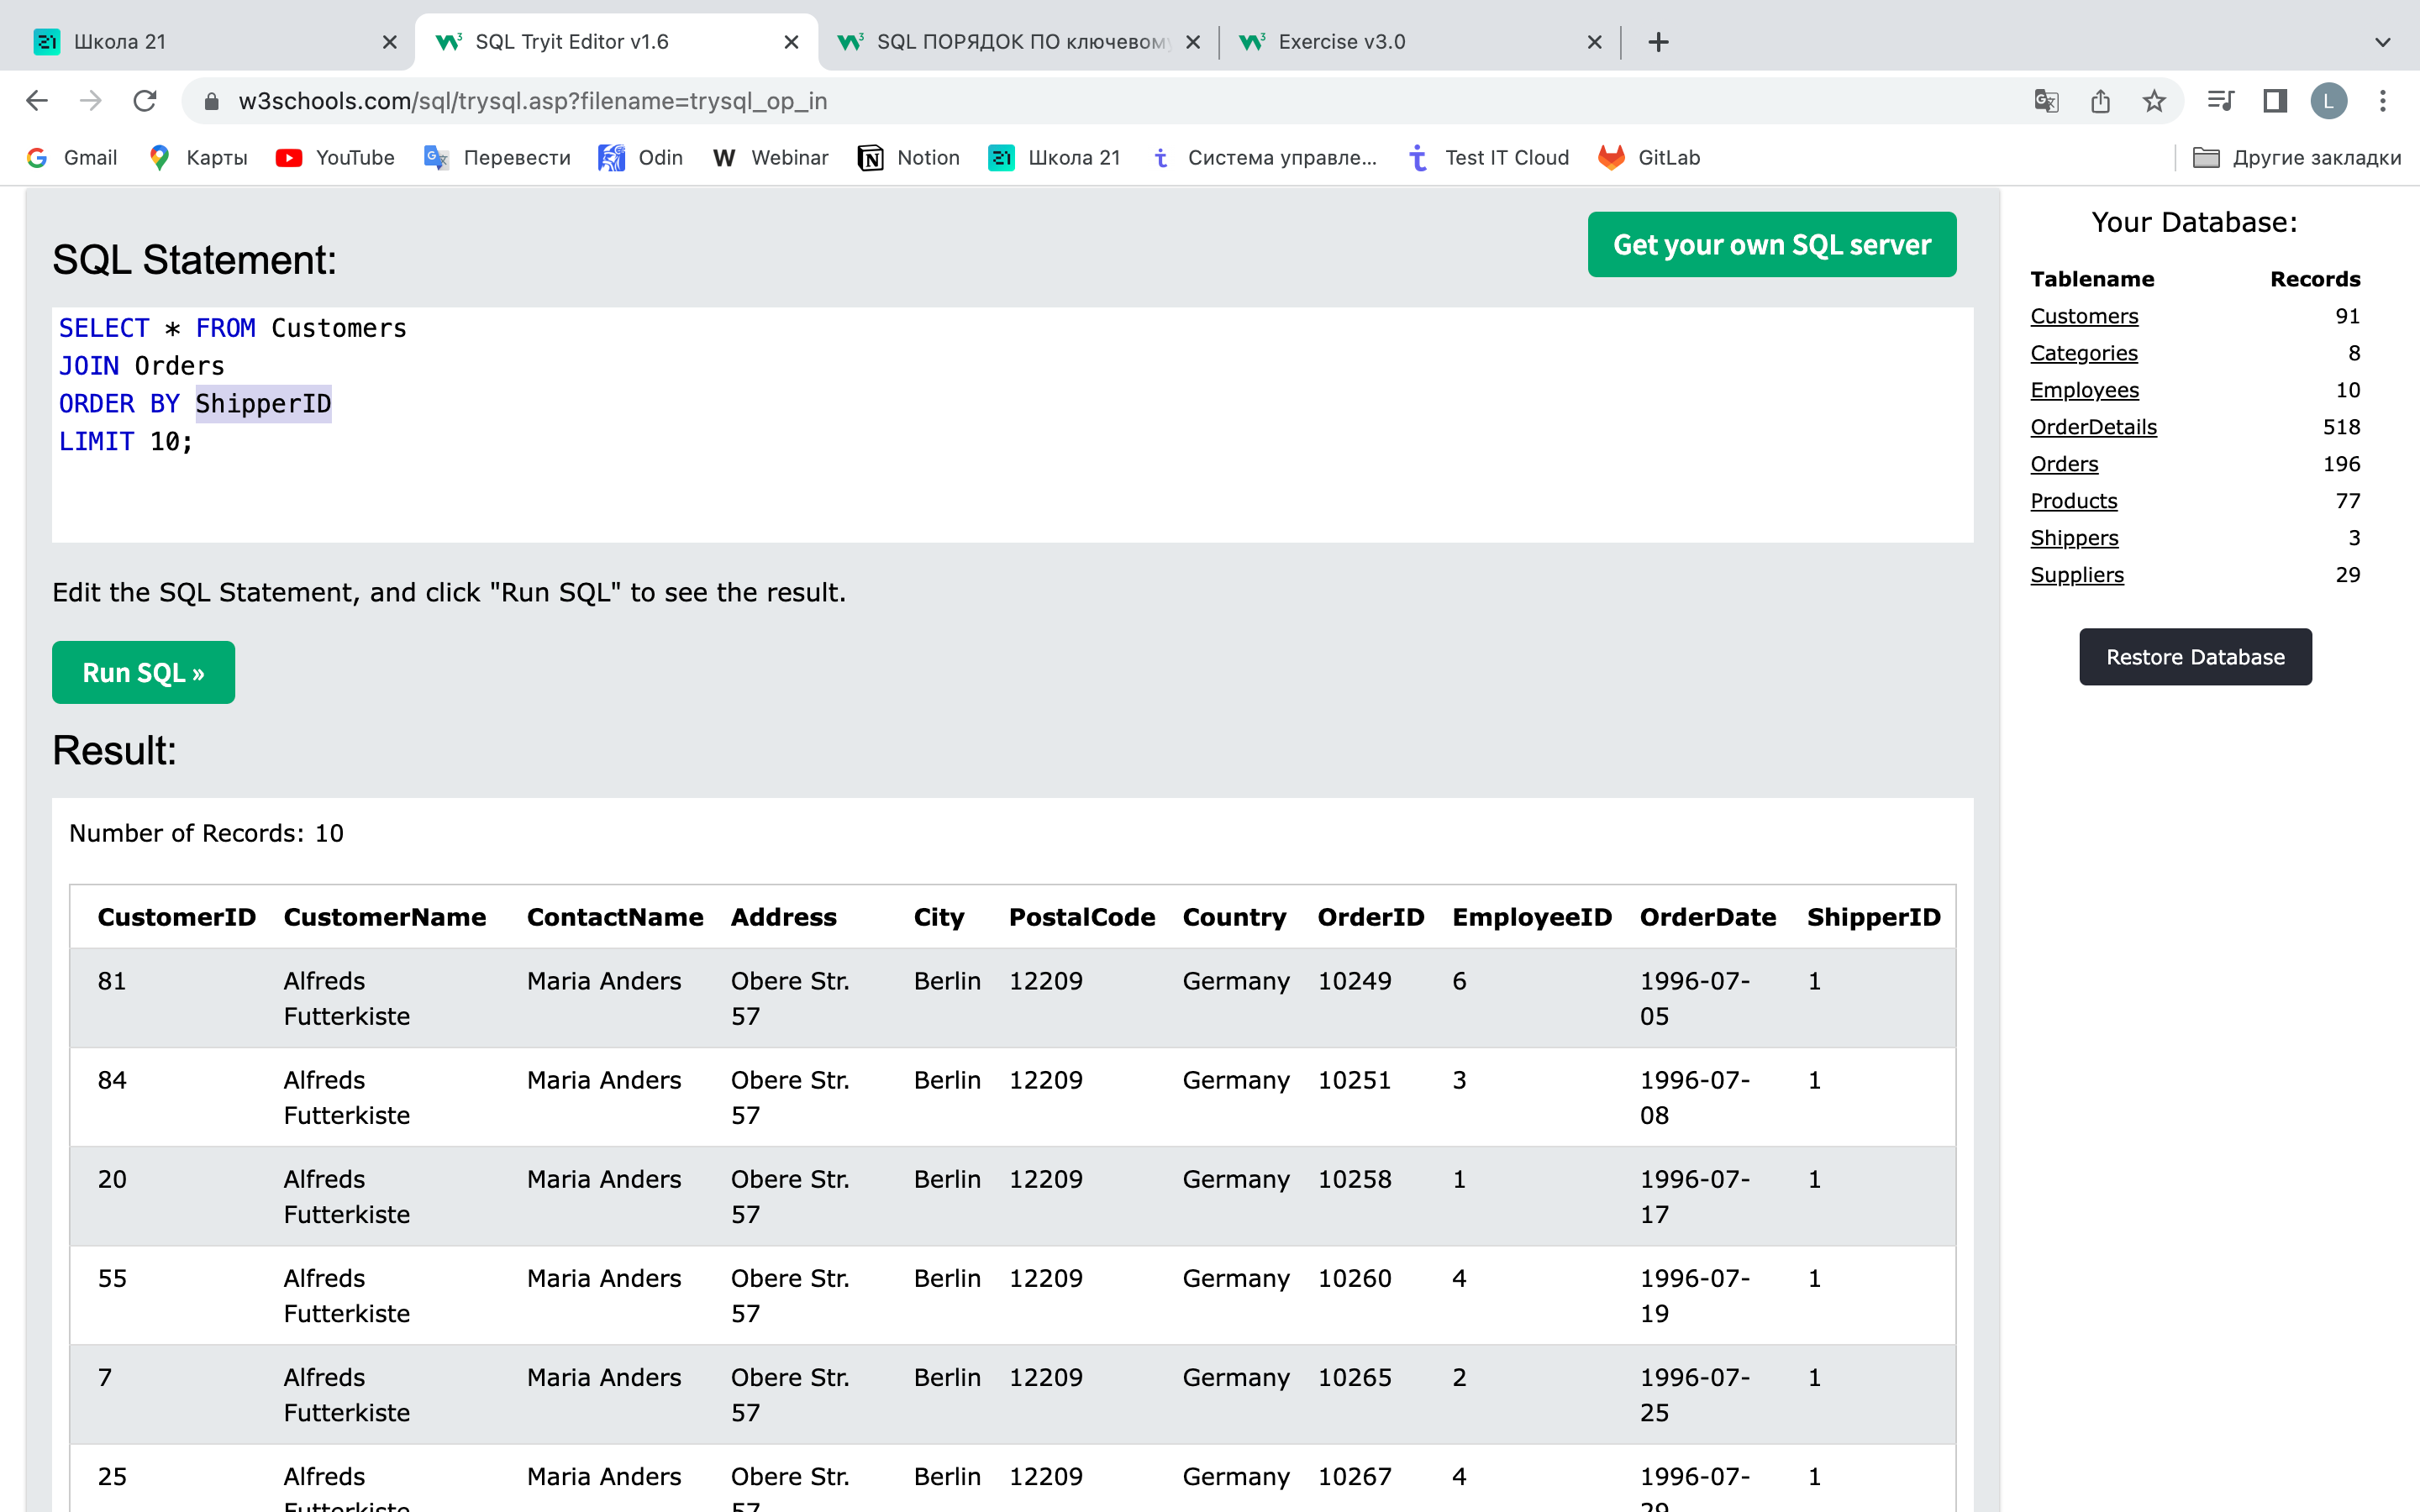 Школа 21
SQL Tryit Editor v1.6
SQL ПОРЯДОК ПО ключевому
Exercise v3.0
w3schools.com/sql/trysql.asp?filename=trysql_op_in
L
Gmail
Карты
YouTube
Перевести
Odin
Webinar
Notion
Школа 21
Система управле...
Test IT Cloud
GitLab
Другие закладки
SQL Statement:
Get your own SQL server
SELECT * FROM Customers
JOIN Orders
ORDER BY ShipperID
LIMIT 10;
Edit the SQL Statement, and click "Run SQL" to see the result.
Run SQL »
Result:
Number of Records: 10
CustomerID CustomerName ContactName Address City PostalCode Country OrderID EmployeeID OrderDate ShipperID
81 Alfreds Maria Anders Obere Str. Berlin 12209 Germany 10249 6 1996-07- 1
Futterkiste 57 05
84 Alfreds Maria Anders Obere Str. Berlin 12209 Germany 10251 3 1996-07- 1
Futterkiste 57 08
20 Alfreds Maria Anders Obere Str. Berlin 12209 Germany 10258 1 1996-07- 1
Futterkiste 57 17
55 Alfreds Maria Anders Obere Str. Berlin 12209 Germany 10260 4 1996-07- 1
Futterkiste 57 19
7 Alfreds Maria Anders Obere Str. Berlin 12209 Germany 10265 2 1996-07- 1
Futterkiste 57 25
25 Alfreds Maria Anders Obere Str. Berlin 12209 Germany 10267 4 1996-07- 1
Futterkiste 57 29
Your Database:
Tablename Records
Customers 91
Categories 8
Employees 10
OrderDetails 518
Orders 196
Products 77
Shippers 3
Suppliers 29
Restore Database